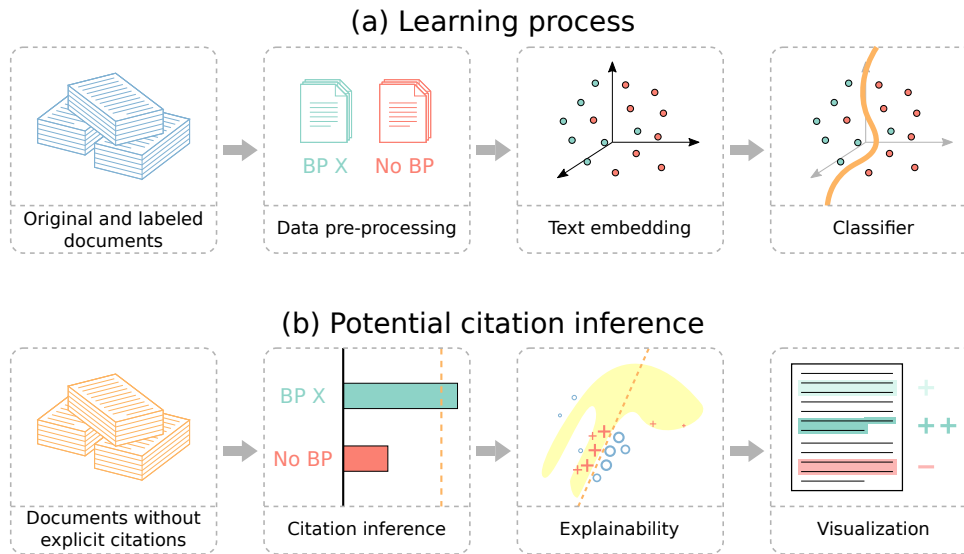 (a) Learning process
BP X
No BP
Original and labeled
documents
Data pre-processing
Text embedding
Classifier
(b) Potential citation inference
BP X
No BP
+
++
−
Documents without
explicit citations
Citation inference
Explainability
Visualization